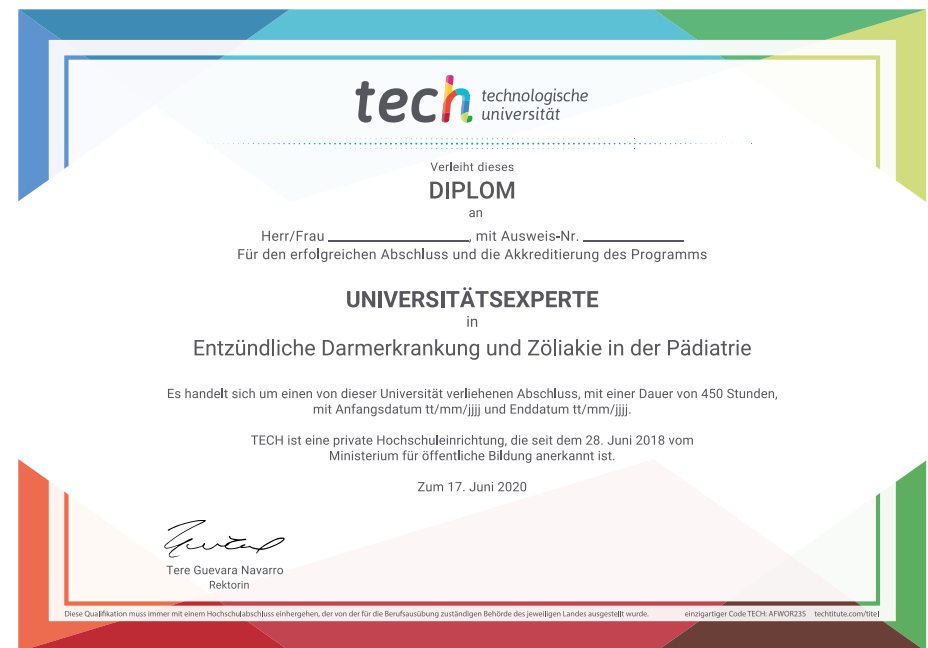 tech technologische
universität
Verleiht dieses
DIPLOM
an
Herr/Frau ____________________, mit Ausweis-Nr. ______________
Für den erfolgreichen Abschluss und die Akkreditierung des Programms
UNIVERSITÄTSEXPERTE
in
Entzündliche Darmerkrankung und Zöliakie in der Pädiatrie
Es handelt sich um einen von dieser Universität verliehenen Abschluss, mit einer Dauer von 450 Stunden,
mit Anfangsdatum tt/mm/jjjj und Enddatum tt/mm/jjjj.
TECH ist eine private Hochschuleinrichtung, die seit dem 28. Juni 2018 vom
Ministerium für öffentliche Bildung anerkannt ist.
Zum 17. Juni 2020
Tere Guevara Navarro
Rektorin
Diese Qualifikation muss immer mit einem Hochschulabschluss einhergehen, der von der für die Berufsausübung zuständigen Behörde des jeweiligen Landes ausgestellt wurde. einzigartiger Code TECH: AFWOR23S techtitute.com/titel